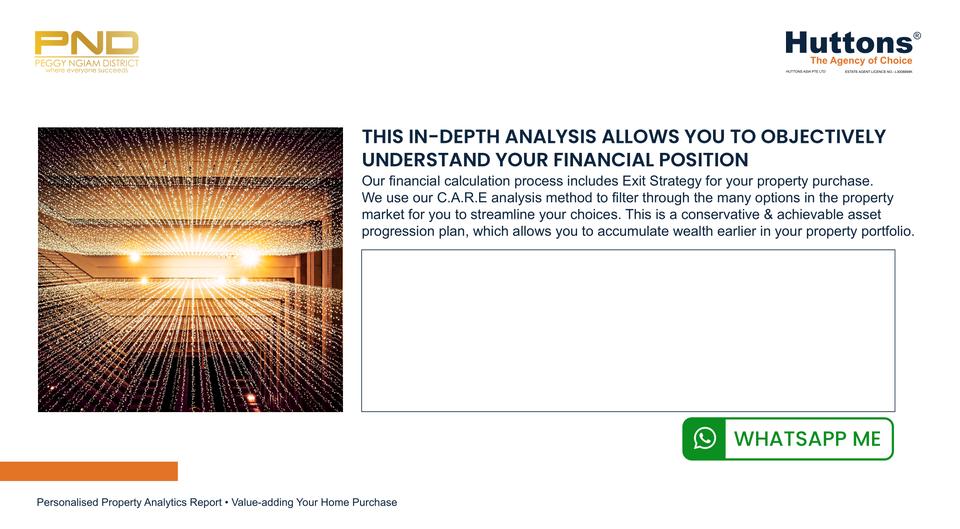 PND
PEGGY NGIAM DISTRICT
where everyone succeeds
Huttons®
The Agency of Choice
HUTTONS ASIA PTE LTD
ESTATE AGENT LICENCE NO.:
THIS IN-DEPTH ANALYSIS ALLOWS YOU TO OBJECTIVELY
UNDERSTAND YOUR FINANCIAL POSITION
Our financial calculation process includes Exit Strategy for your property purchase.
We use our C.A.R.E analysis method to filter through the many options in the property
market for you to streamline your choices. This is a conservative & achievable asset
progression plan, which allows you to accumulate wealth earlier in your property portfolio.
WHATSAPP ME
Personalised Property Analytics Report • Value-adding Your Home Purchase